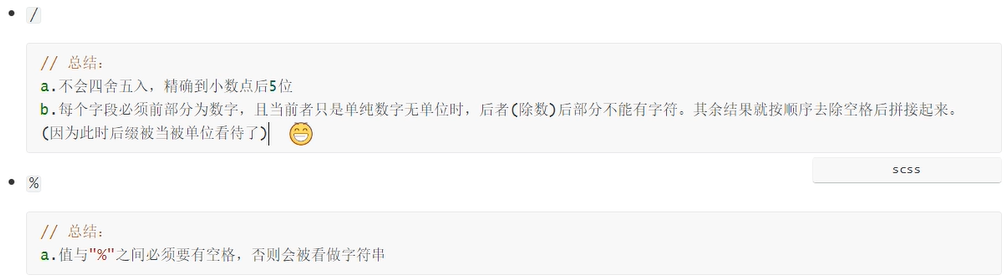 /
// 总结：
a.不会四舍五入，精确到小数点后5位
b.每个字段必须前部分为数字，且当前者只是单纯数字无单位时，后者(除数)后部分不能有字符。其余结果就按顺序去除空格后拼接起来。
(因为此时后缀被当被单位看待了)
scss
%
// 总结：
a.值与"%"之间必须要有空格，否则会被看做字符串